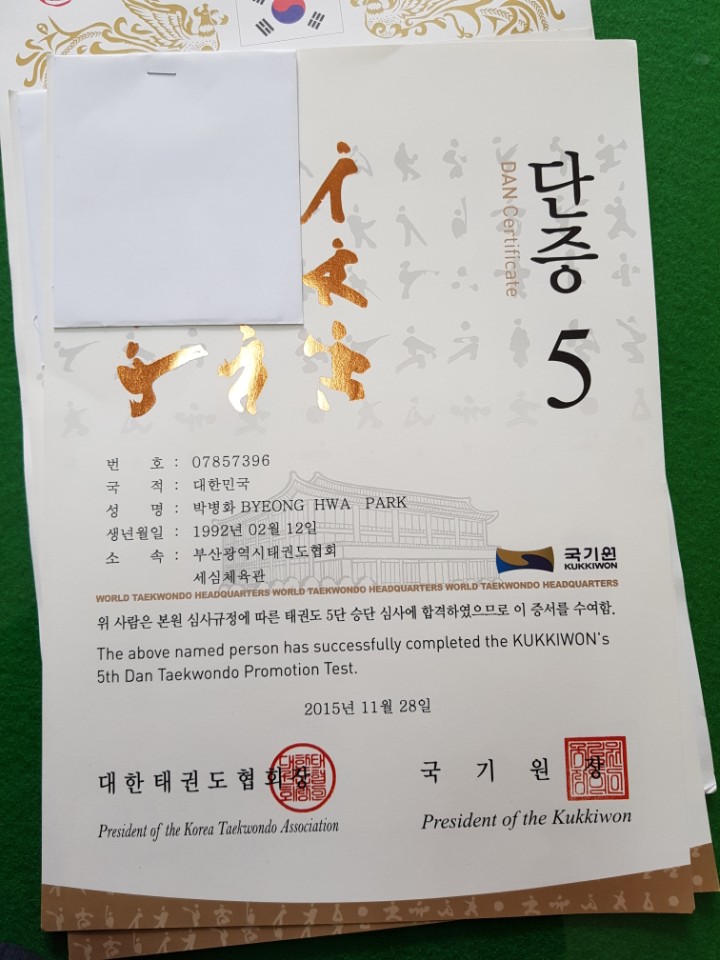 단증
DAN Certificate
5
번 호 : 07857396
국 적 : 대한민국
성 명 : 박병화 BYEONG HWA PARK
생년월일 : 1992년 02월 12일
소 속 : 부산광역시태권도협회
세심체육관
국기원
KUKKIWON
WORLD TAEKWONDO HEADQUARTERS WORLD TAEKWONDO HEADQUARTERS WORLD TAEKWONDO HEADQUARTERS
위 사람은 본원 심사규정에 따른 태권도 5단 승단 심사에 합격하였으므로 이 증서를 수여함.
The above named person has successfully completed the KUKKIWON's
5th Dan Taekwondo Promotion Test.
2015년 11월 28일
대한태권도협회장
국 기 원 장
President of the Korea Taekwondo Association
President of the Kukkiwon